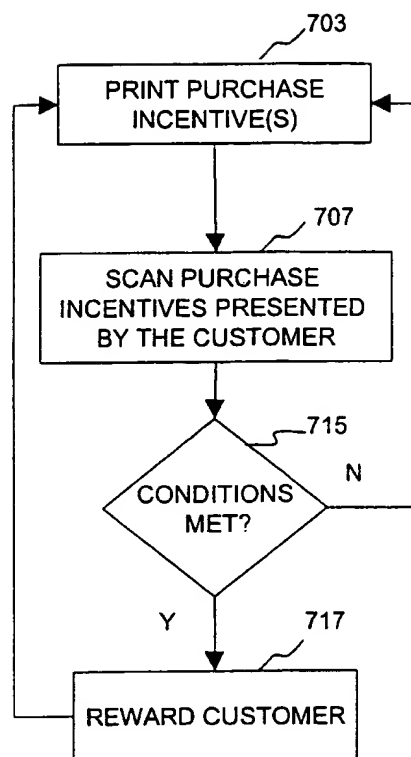 703
PRINT PURCHASE
INCENTIVE(S)
707
SCAN PURCHASE
INCENTIVES PRESENTED
BY THE CUSTOMER
715
CONDITIONS
MET?
N
Y
717
REWARD CUSTOMER